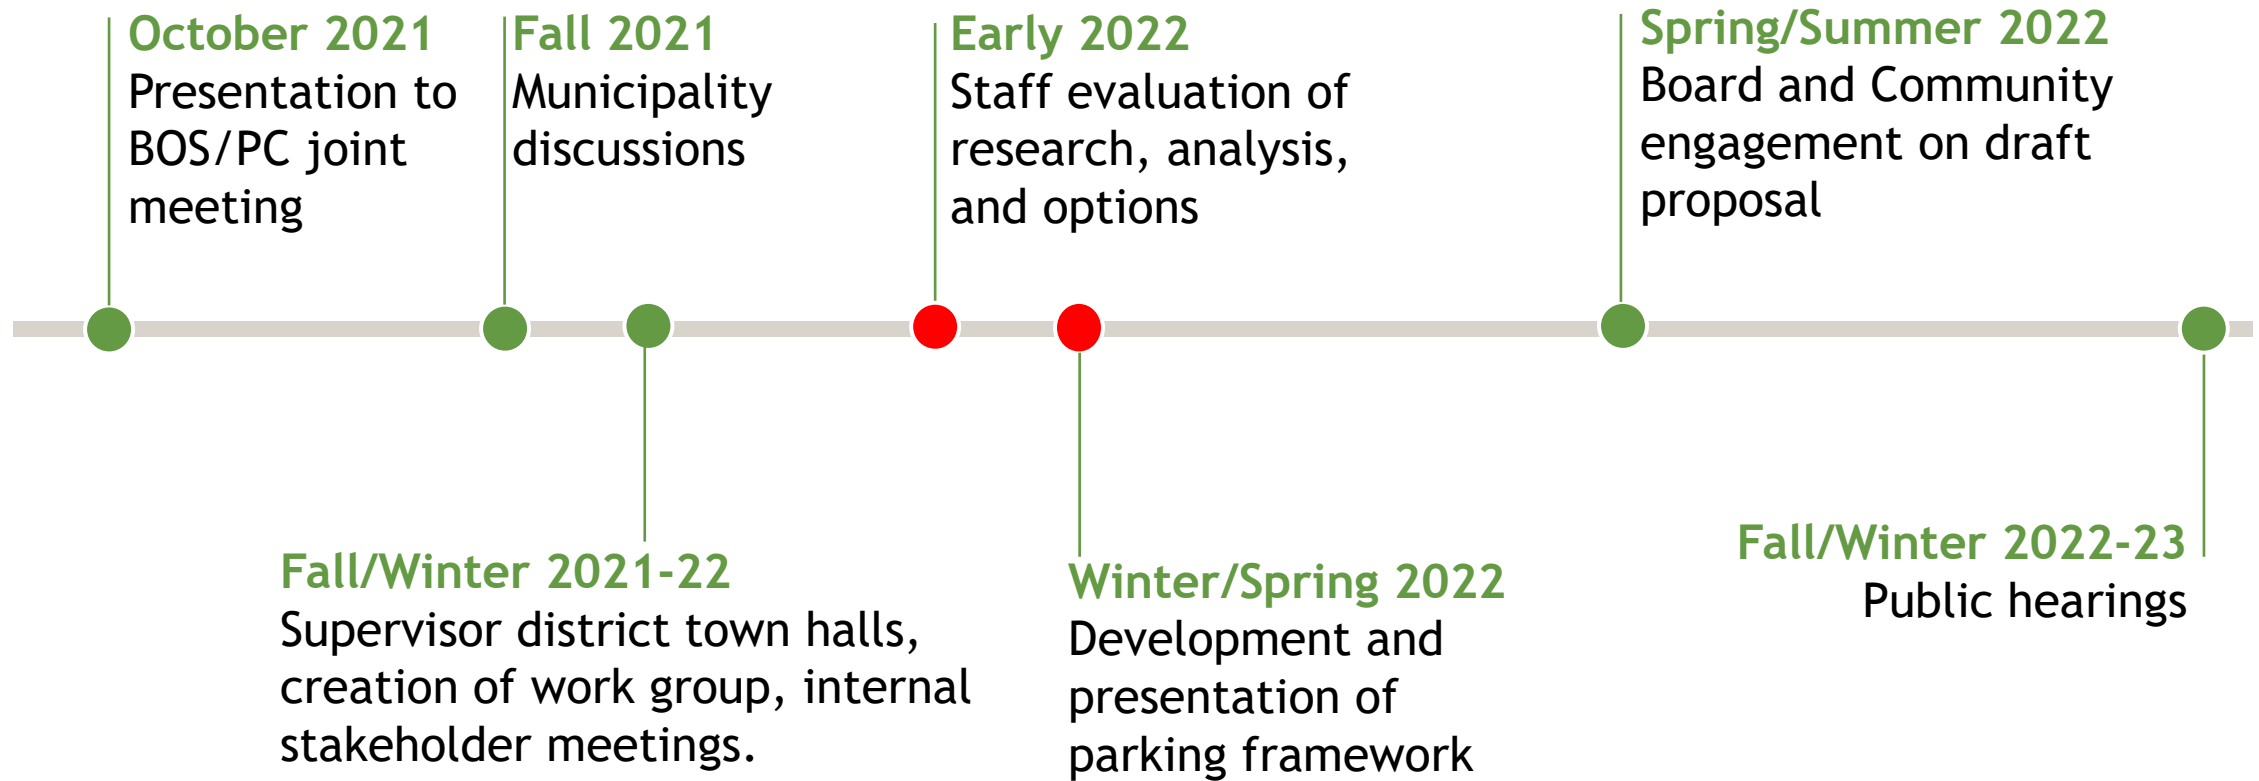 October 2021
Presentation to
BOS/PC joint
meeting
Fall 2021
Municipality
discussions
Early 2022
Staff evaluation of
research, analysis,
and options
Spring/Summer 2022
Board and Community
engagement on draft
proposal
Fall/Winter 2021-22
Supervisor district town halls,
creation of work group, internal
stakeholder meetings.
Winter/Spring 2022
Development and
presentation of
parking framework
Fall/Winter 2022-23
Public hearings